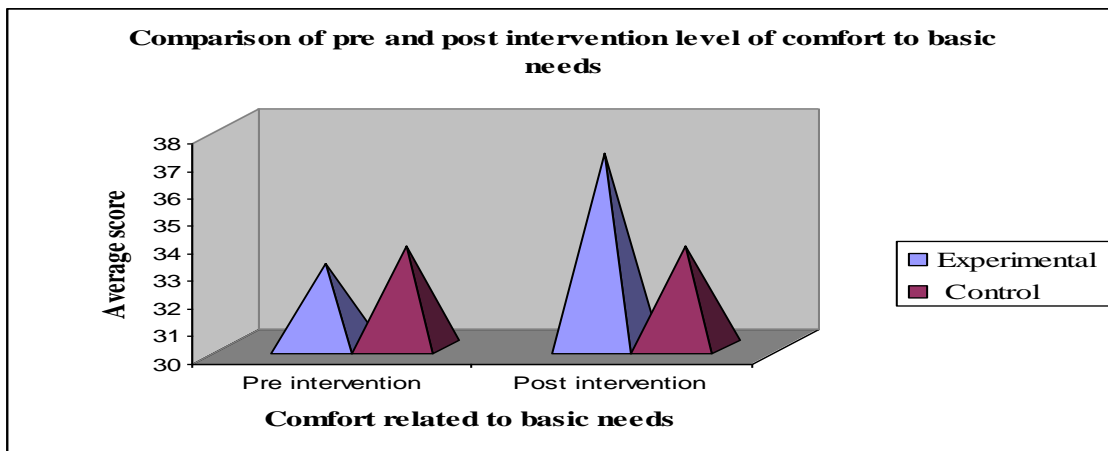 Comparison of pre and post intervention level of comfort to basic
needs
38
37
36
35
34
33
32
31
30
Average score
Pre intervention
Post intervention
Comfort related to basic needs
Experimental
Control